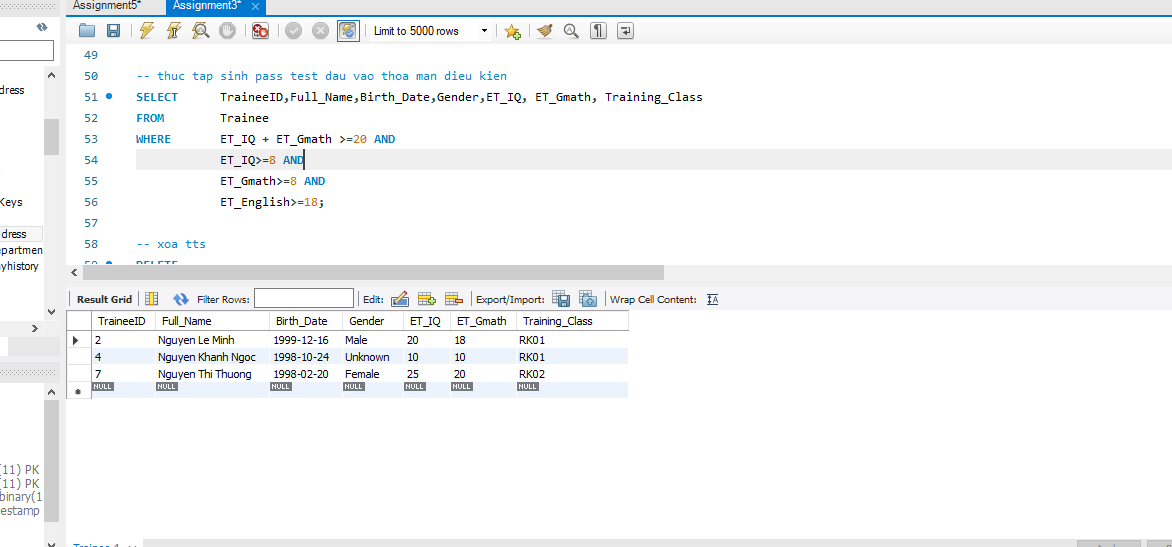 Assignment5* Assignment3* ×
Limit to 5000 rows
49
50 -- thuc tap sinh pass test dau vao thoa man dieu kien
51 SELECT TraineeID,Full_Name,Birth_Date,Gender,ET_IQ, ET_Gmath, Training_Class
52 FROM Trainee
53 WHERE ET_IQ + ET_Gmath >=20 AND
54 ET_IQ>=8 AND
55 ET_Gmath>=8 AND
56 ET_English>=18;
57
58 -- xoa tts
59 DELETE
dress
Keys
dress
epartmen
yhistory
Result Grid Filter Rows: Edit: Export/Import: Wrap Cell Content:
TraineeID Full_Name Birth_Date Gender ET_IQ ET_Gmath Training_Class
2 Nguyen Le Minh 1999-12-16 Male 20 18 RK01
4 Nguyen Khanh Ngoc 1998-10-24 Unknown 10 10 RK01
7 Nguyen Thi Thuong 1998-02-20 Female 25 20 RK02
NULL NULL NULL NULL NULL NULL NULL
(11) PK
(11) PK
binary(1
estamp